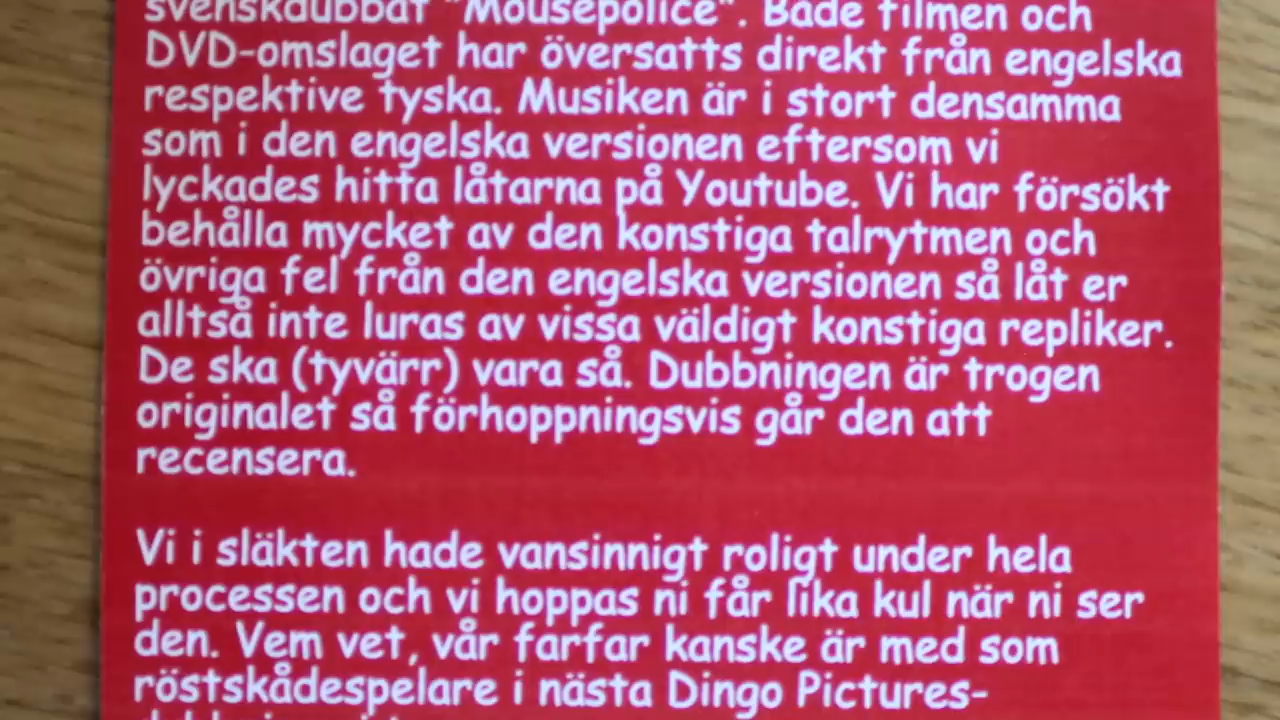 svenskdubbat "Mousepolice". Både filmen och
DVD-omslaget har översatts direkt från engelska
respektive tyska. Musiken är i stort densamma
som i den engelska versionen eftersom vi
lyckades hitta låtarna på Youtube. Vi har försökt
behålla mycket av den konstiga talrytmen och
övriga fel från den engelska versionen så låt er
alltså inte luras av vissa väldigt konstiga repliker.
De ska (tyvärr) vara så. Dubbningen är trogen
originalet så förhoppningsvis går den att
recensera.
Vi i släkten hade vansinnigt roligt under hela
processen och vi hoppas ni får lika kul när ni ser
den. Vem vet, vår farfar kanske är med som
röstskådespelare i nästa Dingo Pictures-